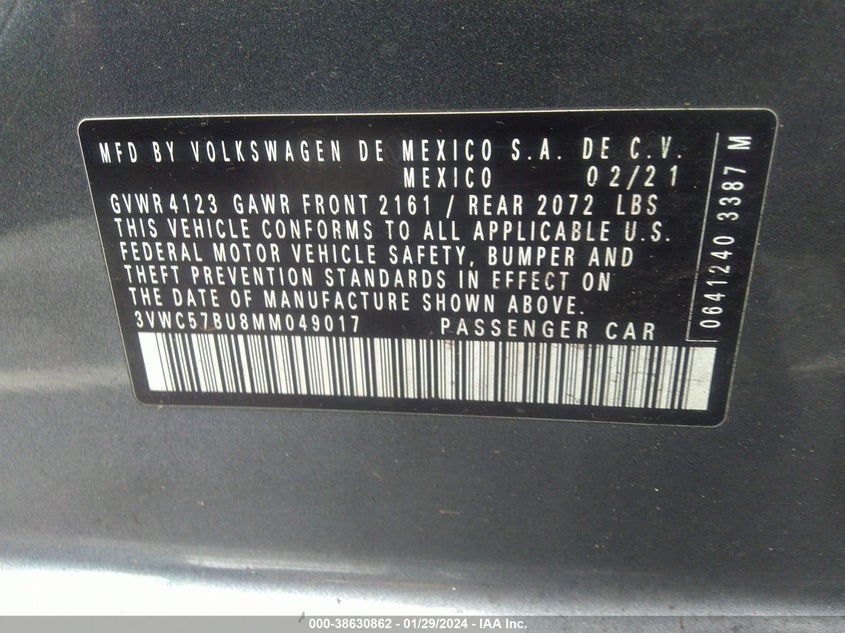 MFD BY VOLKSWAGEN DE MEXICO S.A. DE C.V.
MEXICO 02/21
GVWR 4123 GAWR FRONT 2161 / REAR 2072 LBS
THIS VEHICLE CONFORMS TO ALL APPLICABLE U.S.
FEDERAL MOTOR VEHICLE SAFETY, BUMPER AND
THEFT PREVENTION STANDARDS IN EFFECT ON
THE DATE OF MANUFACTURE SHOWN ABOVE.
3VWC57BU8MM049017 PASSENGER CAR
0641240 3387 M
000-38630862 - 01/29/2024 - IAA Inc.